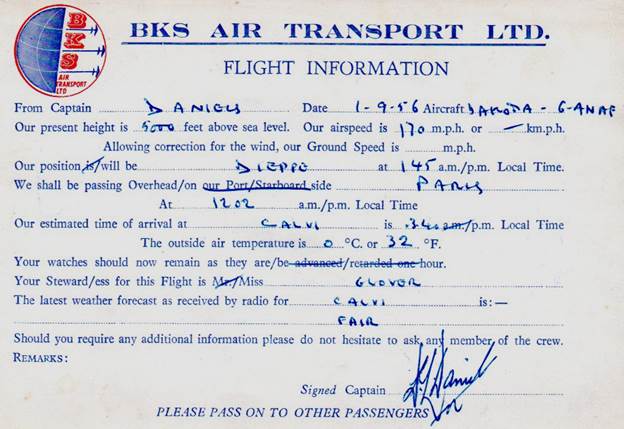 BKS
AIR
TRANSPORT
LTD
BKS AIR TRANSPORT LTD.
FLIGHT INFORMATION
From Captain DANIELS Date 1-9-56 Aircraft DAKOTA - G-ANAF
Our present height is 5000 feet above sea level. Our airspeed is 170 m.p.h. or — km.p.h.
Allowing correction for the wind, our Ground Speed is m.p.h.
Our position is/will be DIEPPE at 145 a.m./p.m. Local Time.
We shall be passing Overhead/on our Port/Starboard side PARIS
At 1202 a.m./p.m. Local Time
Our estimated time of arrival at CALVI is 340 am/p.m. Local Time
The outside air temperature is 0 °C. or 32 °F.
Your watches should now remain as they are/be advanced/retarded one hour.
Your Steward/ess for this Flight is Mr./Miss GLOVER
The latest weather forecast as received by radio for CALVI is:—
FAIR
Should you require any additional information please do not hesitate to ask any member of the crew.
REMARKS:
Signed Captain
PLEASE PASS ON TO OTHER PASSENGERS